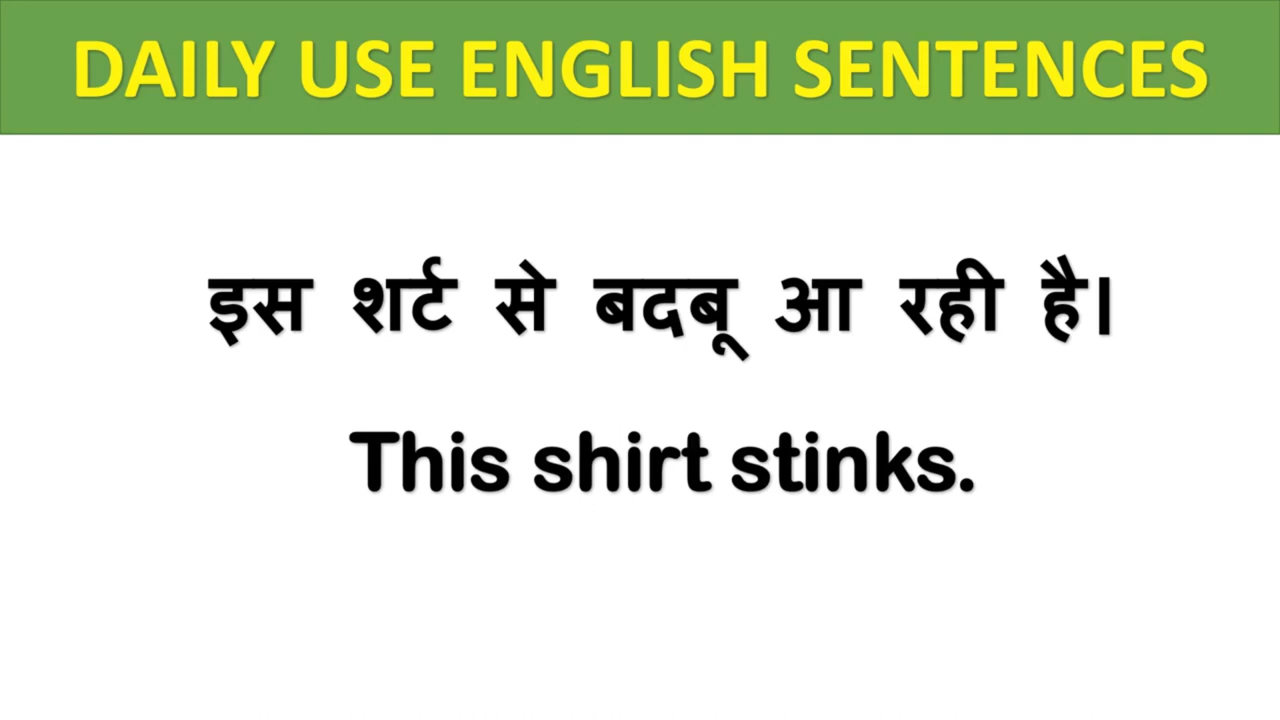 DAILY USE ENGLISH SENTENCES
इस शर्ट से बदबू आ रही है।
This shirt stinks.